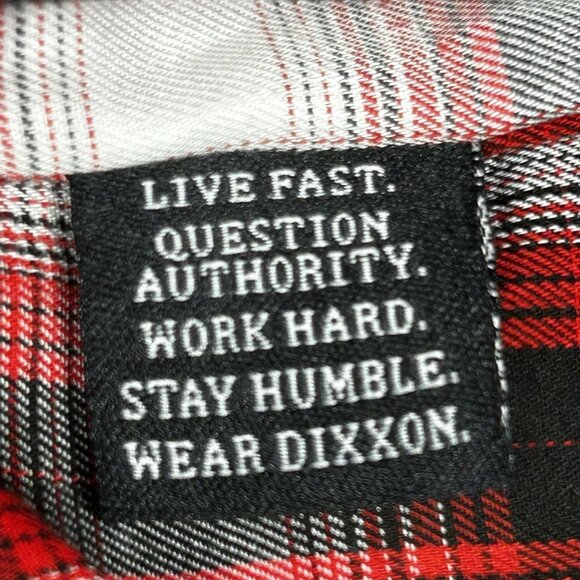 LIVE FAST.
QUESTION
AUTHORITY.
WORK HARD.
STAY HUMBLE.
WEAR DIXXON.